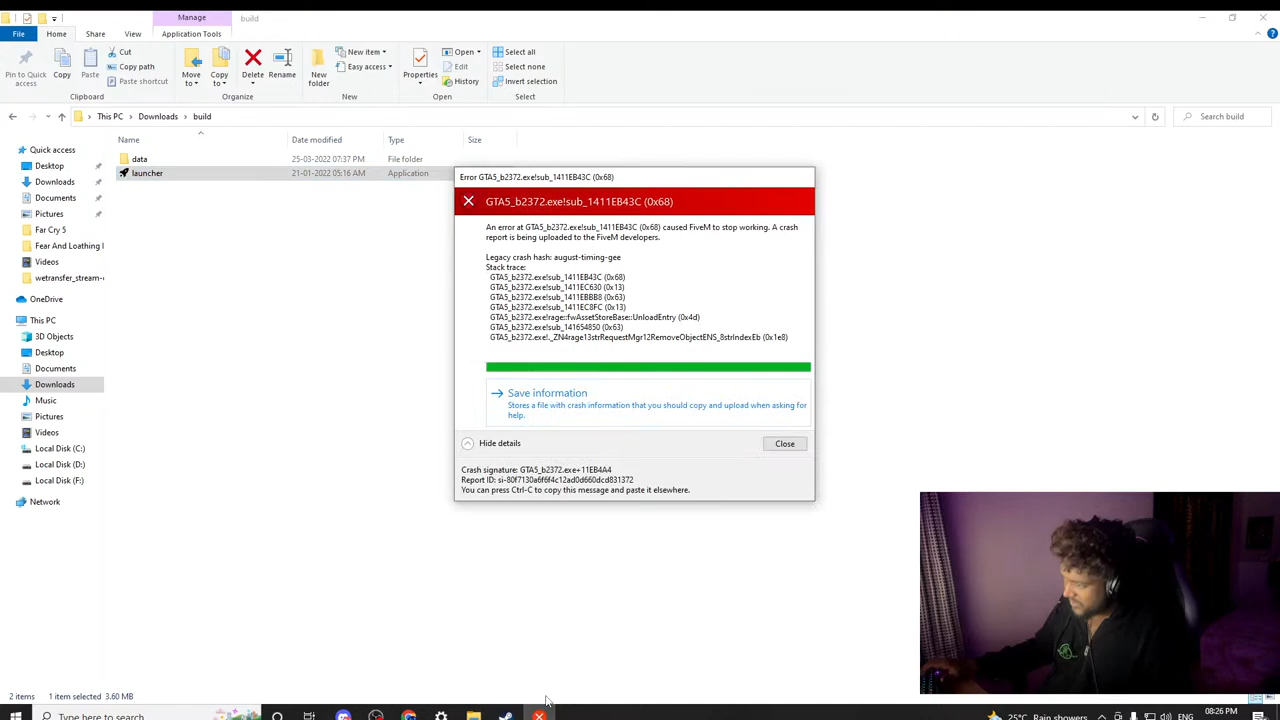 Manage
build
File
Home
Share
View
Application Tools
Pin to Quick access
Copy
Paste
Cut
Copy path
Paste shortcut
Clipboard
Move to
Copy to
Delete
Rename
Organize
New folder
New item
Easy access
New
Properties
Open
Edit
History
Open
Select all
Select none
Invert selection
Select
This PC > Downloads > build
Search build
Name
Date modified
Type
Size
data 25-03-2022 07:37 PM File folder
launcher 21-01-2022 05:16 AM Application
Quick access
Desktop
Downloads
Documents
Pictures
Far Cry 5
Fear And Loathing I
Videos
wetransfer_stream-
OneDrive
This PC
3D Objects
Desktop
Documents
Downloads
Music
Pictures
Videos
Local Disk (C:)
Local Disk (D:)
Local Disk (F:)
Network
Error GTA5_b2372.exe!sub_1411EB43C (0x68)
GTA5_b2372.exe!sub_1411EB43C (0x68)
An error at GTA5_b2372.exe!sub_1411EB43C (0x68) caused FiveM to stop working. A crash
report is being uploaded to the FiveM developers.
Legacy crash hash: august-timing-gee
Stack trace:
GTA5_b2372.exe!sub_1411EB43C (0x68)
GTA5_b2372.exe!sub_1411EC630 (0x13)
GTA5_b2372.exe!sub_1411EBBB8 (0x63)
GTA5_b2372.exe!sub_1411EC8FC (0x13)
GTA5_b2372.exe!rage::fwAssetStoreBase::UnloadEntry (0x4d)
GTA5_b2372.exe!sub_141654850 (0x63)
GTA5_b2372.exe!._ZN4rage13strRequestMgr12RemoveObjectENS_8strIndexEb (0x1e8)
Save information
Stores a file with crash information that you should copy and upload when asking for
help.
Hide details
Close
Crash signature: GTA5_b2372.exe+11EB4A4
Report ID: si-80f7130a6f6f4c12ad0d660dcd831372
You can press Ctrl-C to copy this message and paste it elsewhere.
2 items 1 item selected 3.60 MB
Type here to search
25°C Rain showers
ENG
08:26 PM